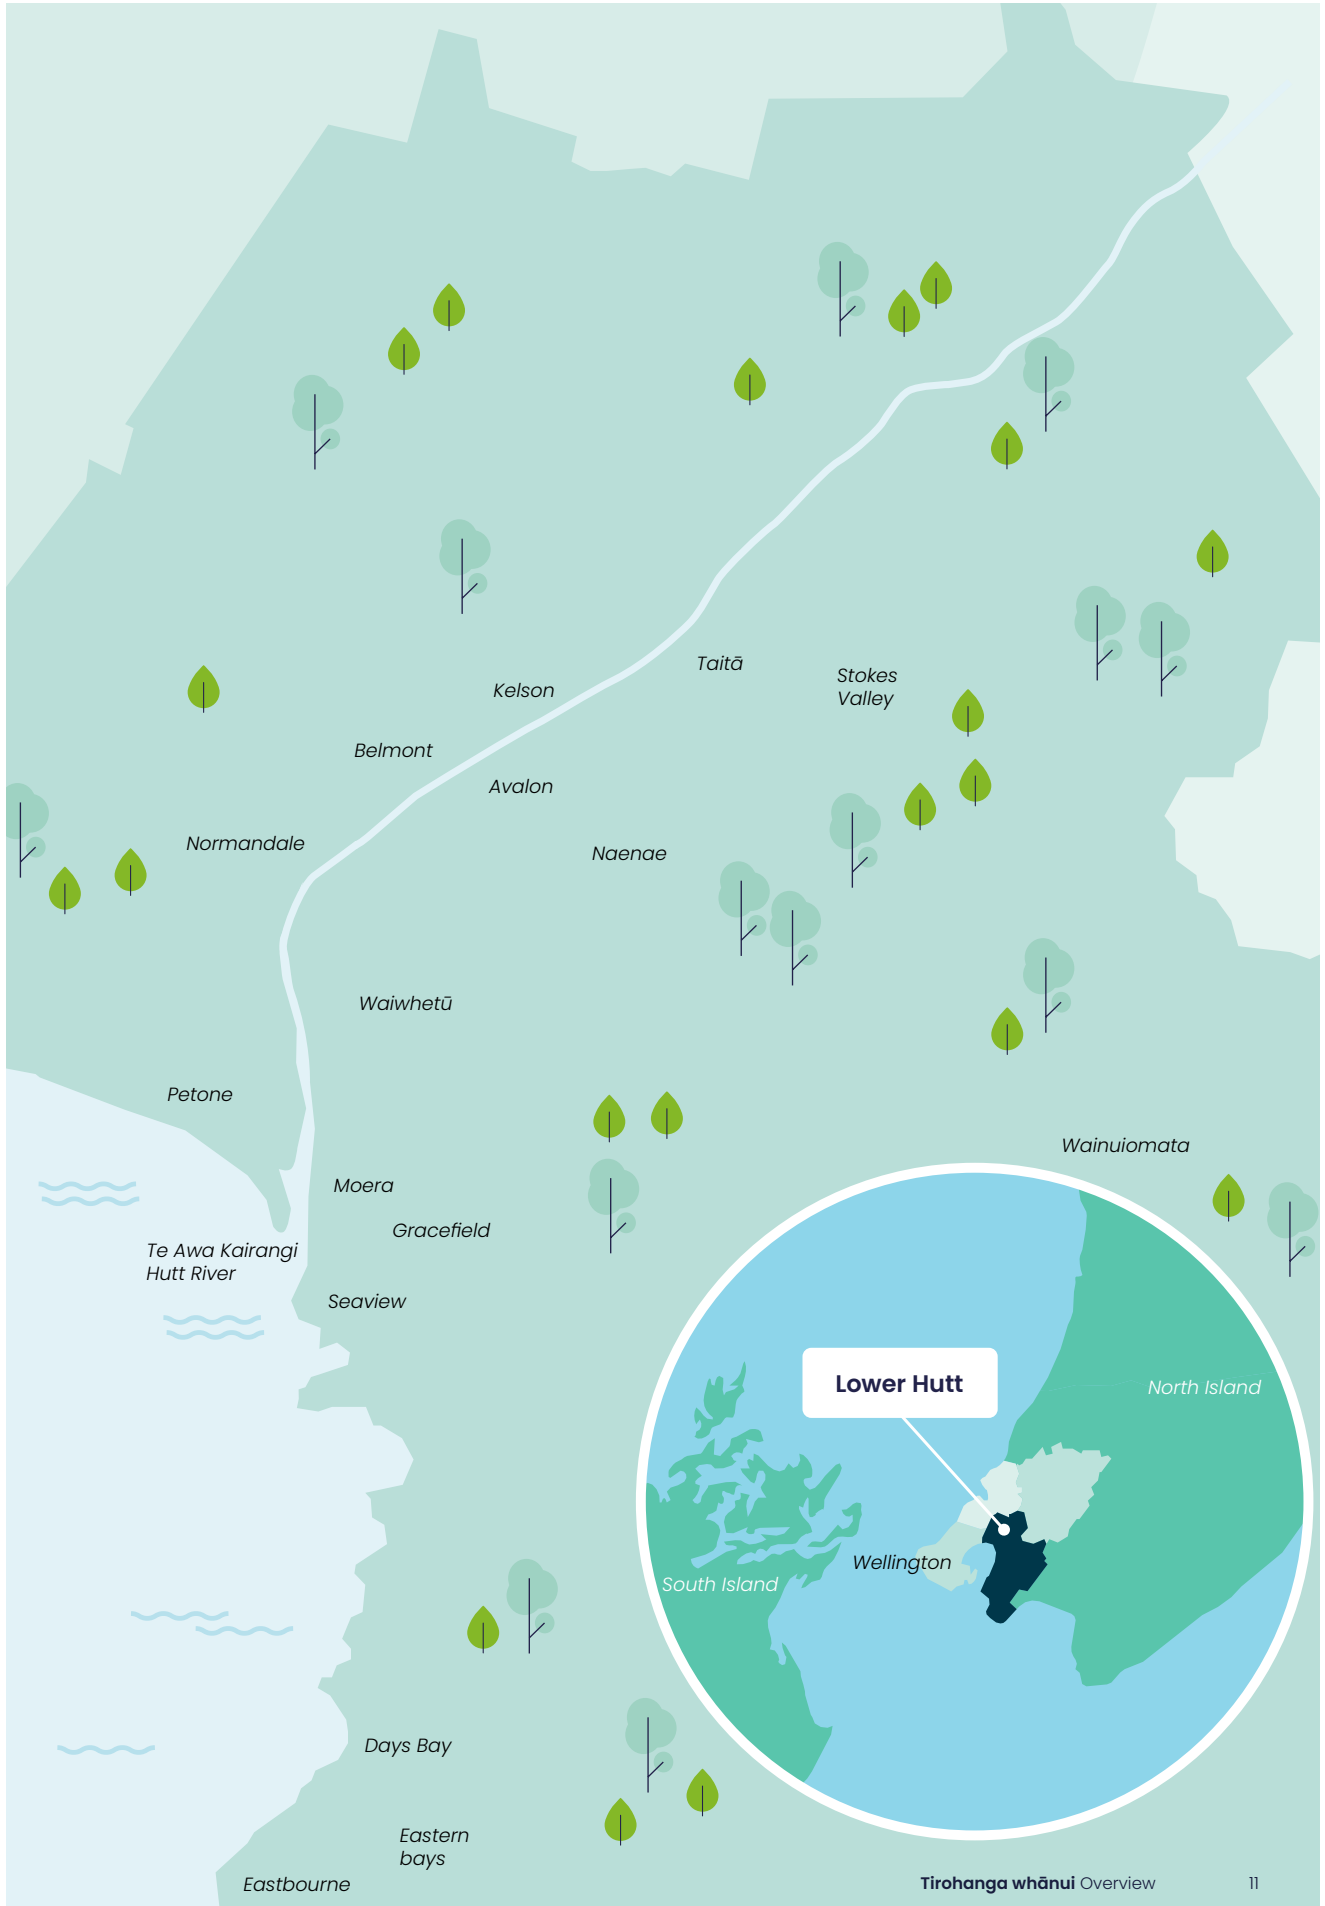 Taitā
Stokes
Valley
Kelson
Belmont
Avalon
Normandale
Naenae
Waiwhetū
Petone
Wainuiomata
Moera
Gracefield
Te Awa Kairangi
Hutt River
Seaview
Lower Hutt
North Island
Wellington
South Island
Days Bay
Eastern
bays
Eastbourne
Tirohanga whānui Overview 11